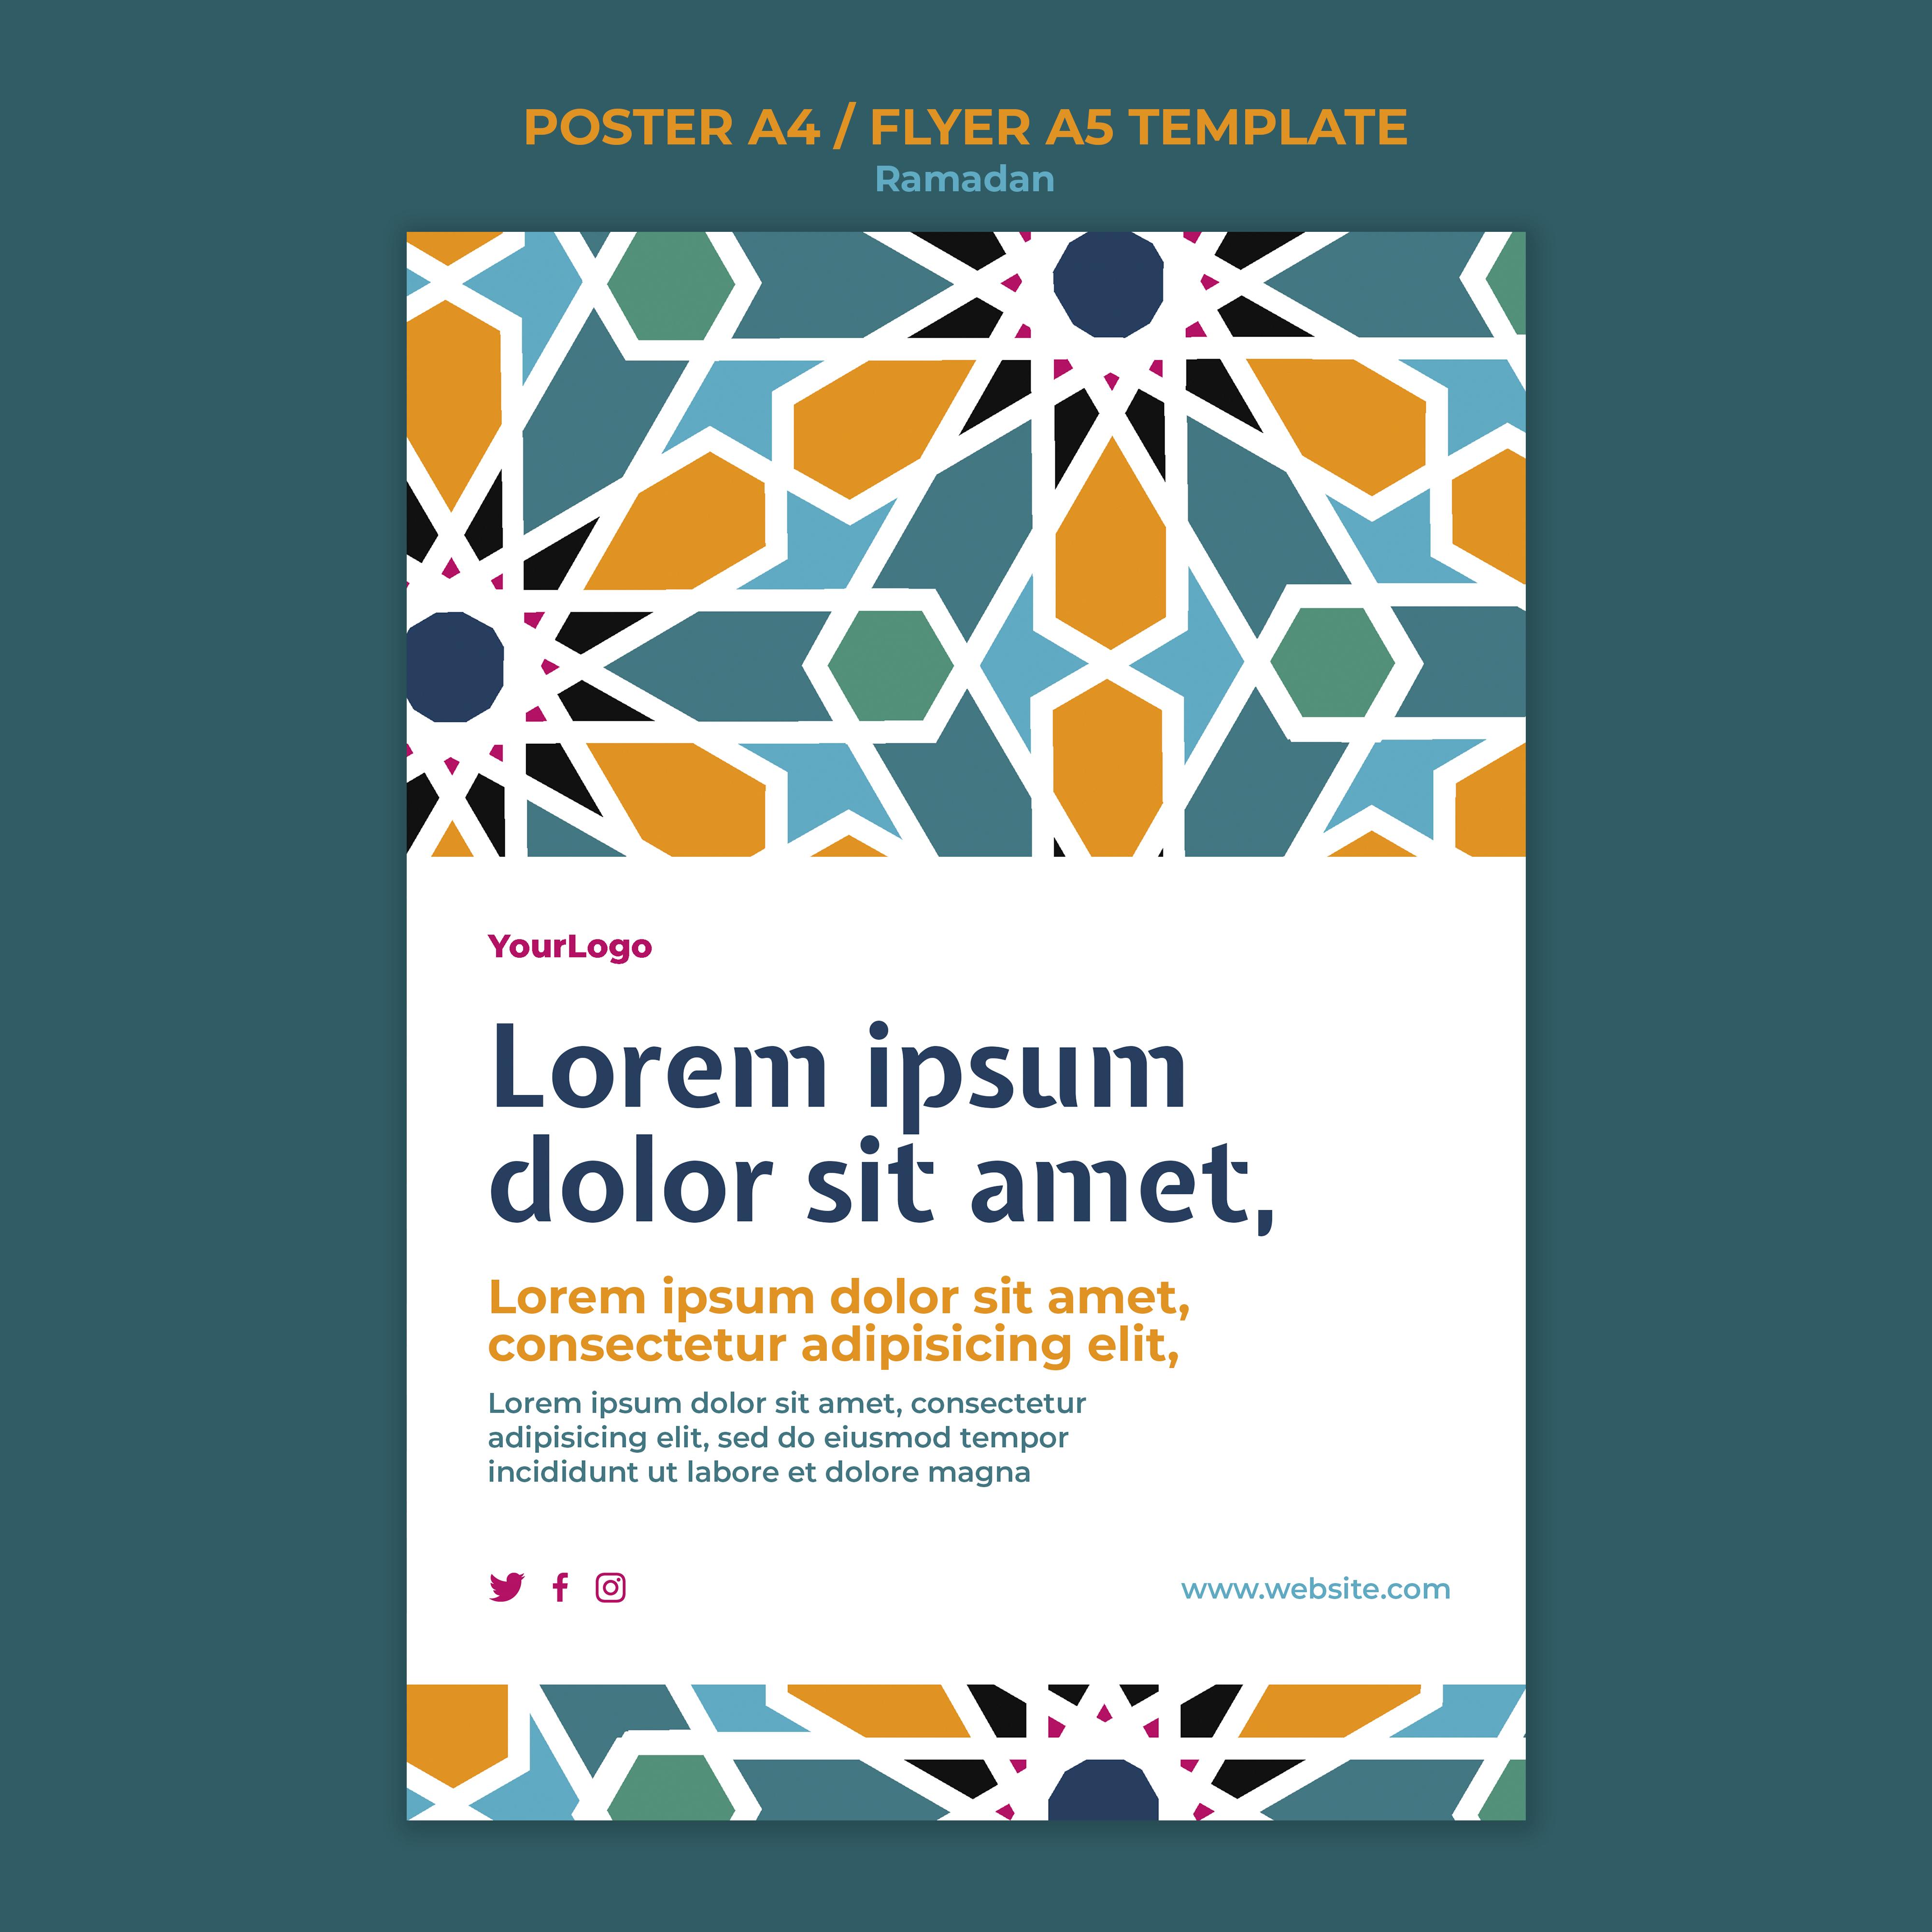 POSTER A4 / FLYER A5 TEMPLATE
Ramadan
YourLogo
Lorem ipsum
dolor sit amet,
Lorem ipsum dolor sit amet,
consectetur adipisicing elit,
Lorem ipsum dolor sit amet, consectetur
adipisicing elit, sed do eiusmod tempor
incididunt ut labore et dolore magna
www.website.com